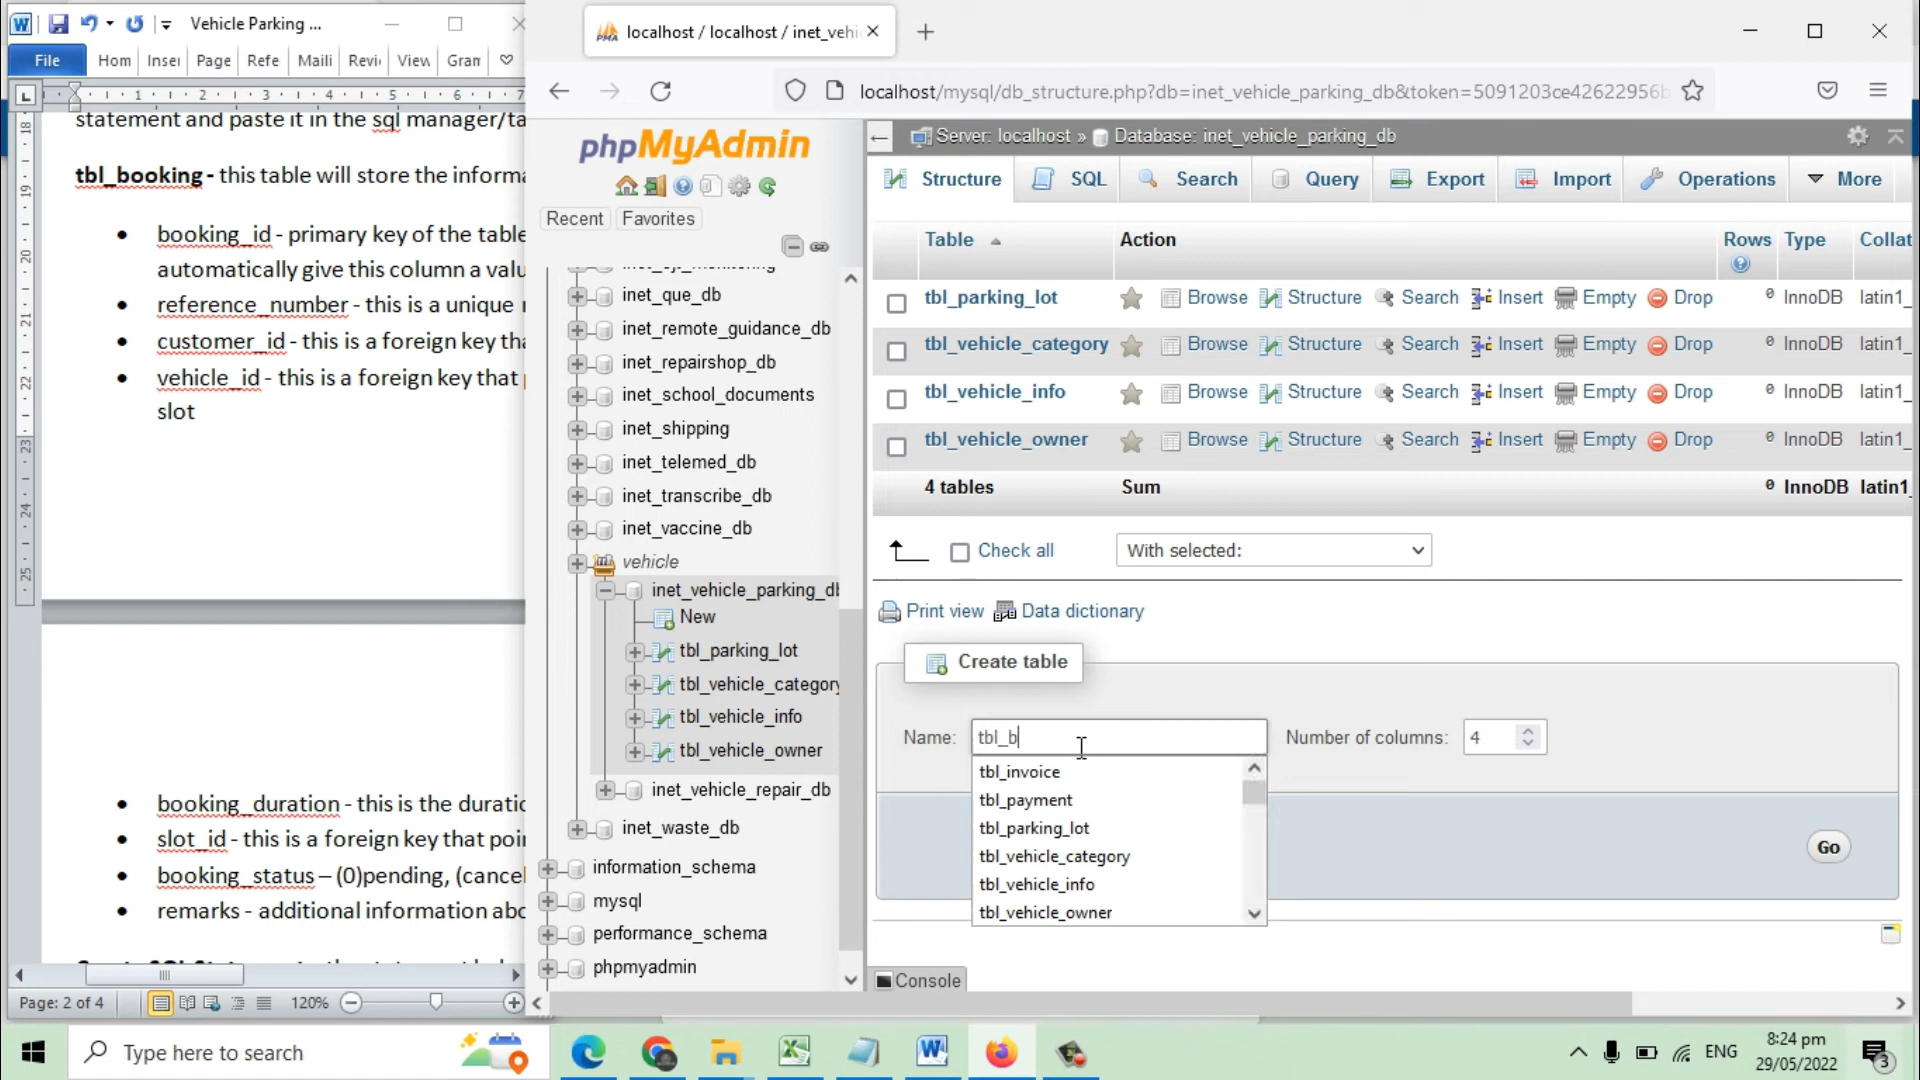 Vehicle Parking ...
File
Hom
Inser
Page
Refe
Maili
Revi
View
Gran
statement and paste it in the sql manager/ta
tbl_booking - this table will store the informa
booking_id - primary key of the table
automatically give this column a valu
reference_number - this is a unique
customer_id - this is a foreign key tha
vehicle_id - this is a foreign key that
slot
booking_duration - this is the duratio
slot_id - this is a foreign key that poi
booking_status – (0)pending, (cancel
remarks - additional information abo
Page: 2 of 4
120%
localhost / localhost / inet_vehi
localhost/mysql/db_structure.php?db=inet_vehicle_parking_db&token=5091203ce42622956b
phpMyAdmin
Recent
Favorites
inet_que_db
inet_remote_guidance_db
inet_repairshop_db
inet_school_documents
inet_shipping
inet_telemed_db
inet_transcribe_db
inet_vaccine_db
vehicle
inet_vehicle_parking_db
New
tbl_parking_lot
tbl_vehicle_category
tbl_vehicle_info
tbl_vehicle_owner
inet_vehicle_repair_db
inet_waste_db
information_schema
mysql
performance_schema
phpmyadmin
Server: localhost » Database: inet_vehicle_parking_db
Structure
SQL
Search
Query
Export
Import
Operations
More
Table Action Rows Type Collat
tbl_parking_lot Browse Structure Search Insert Empty Drop 0 InnoDB latin1_
tbl_vehicle_category Browse Structure Search Insert Empty Drop 0 InnoDB latin1_
tbl_vehicle_info Browse Structure Search Insert Empty Drop 0 InnoDB latin1_
tbl_vehicle_owner Browse Structure Search Insert Empty Drop 0 InnoDB latin1_
4 tables Sum 0 InnoDB latin1_
Check all
With selected:
Print view Data dictionary
Create table
Name: tbl_b Number of columns: 4
tbl_invoice
tbl_payment
tbl_parking_lot
tbl_vehicle_category
tbl_vehicle_info
tbl_vehicle_owner
Go
Console
Type here to search
ENG
8:24 pm
29/05/2022
3